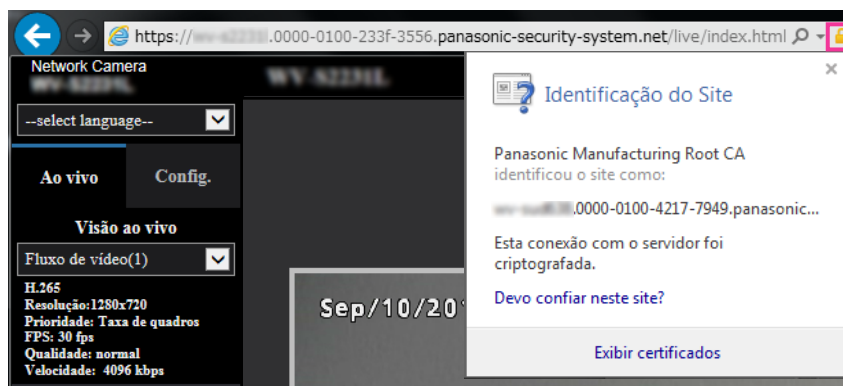 https://
.0000-0100-233f-3556.panasonic-security-system.net/live/index.html
Network Camera
--select language--
Ao vivo
Config.
Visão ao vivo
Fluxo de vídeo(1)
H.265
Resolução:1280x720
Prioridade: Taxa de quadros
FPS: 30 fps
Qualidade: normal
Velocidade: 4096 kbps
Sep/10/20
Identificação do Site
Panasonic Manufacturing Root CA
identificou o site como:
.0000-0100-4217-7949.panasonic...
Esta conexão com o servidor foi
criptografada.
Devo confiar neste site?
Exibir certificados